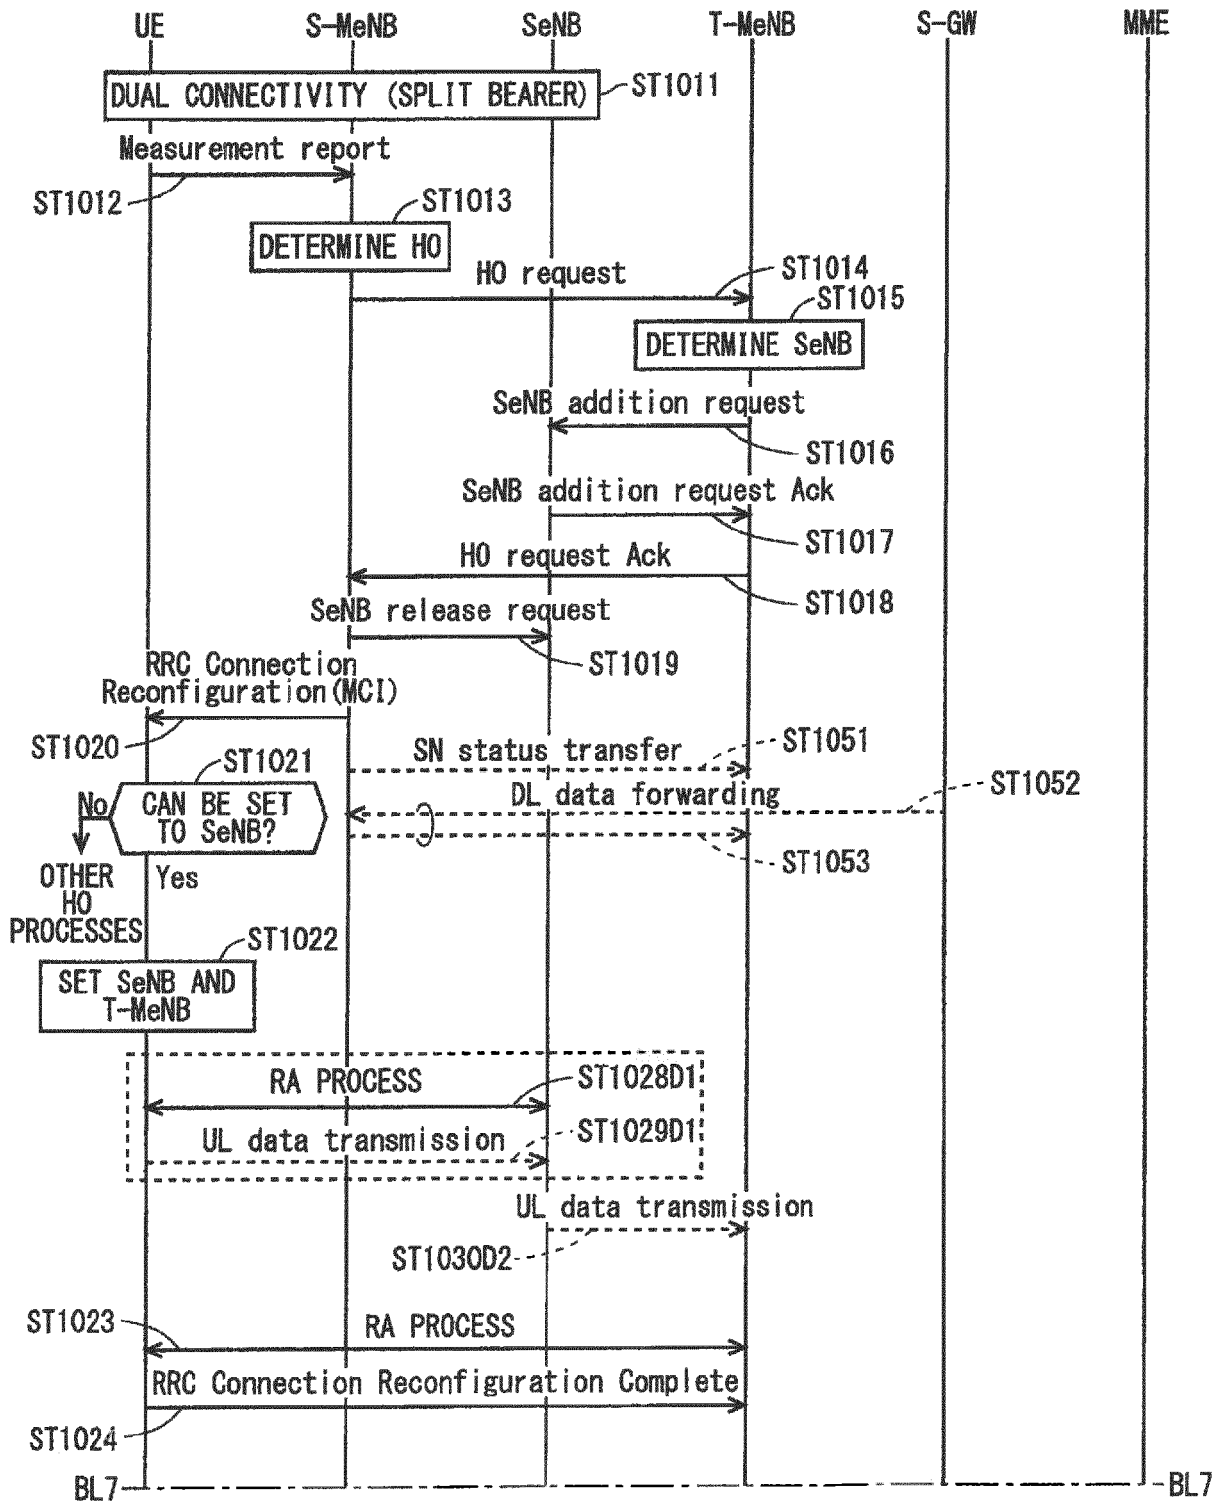 UE S-MeNB SeNB T-MeNB S-GW MME
DUAL CONNECTIVITY (SPLIT BEARER)
ST1011
Measurement report
ST1012
ST1013
DETERMINE HO
HO request
ST1014
ST1015
DETERMINE SeNB
SeNB addition request
ST1016
SeNB addition request Ack
ST1017
HO request Ack
ST1018
SeNB release request
ST1019
RRC Connection
Reconfiguration(MCI)
ST1020
SN status transfer
ST1051
ST1021
CAN BE SET
TO SeNB?
No
DL data forwarding
ST1052
ST1053
OTHER
HO
PROCESSES
Yes
ST1022
SET SeNB AND
T-MeNB
RA PROCESS
ST1028D1
UL data transmission
ST1029D1
UL data transmission
ST1030D2
ST1023
RA PROCESS
RRC Connection Reconfiguration Complete
ST1024
BL7 BL7